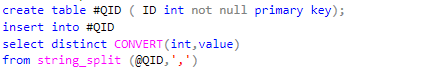 create table #QID ( ID int not null primary key);
insert into #QID
select distinct CONVERT(int,value)
from string_split (@QID,',')